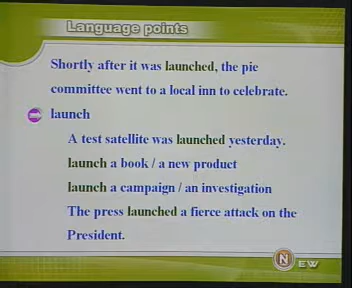 Language points
Shortly after it was launched, the pie
committee went to a local inn to celebrate.
launch
A test satellite was launched yesterday.
launch a book / a new product
launch a campaign / an investigation
The press launched a fierce attack on the
President.
N EW